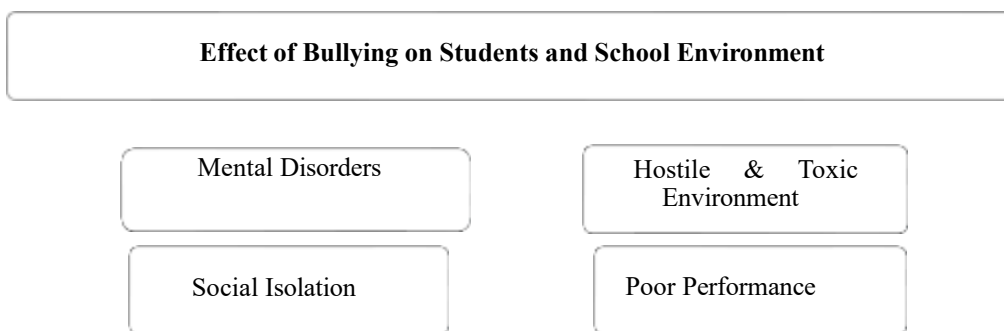 Effect of Bullying on Students and School Environment
Mental Disorders
Hostile & Toxic
Environment
Social Isolation
Poor Performance